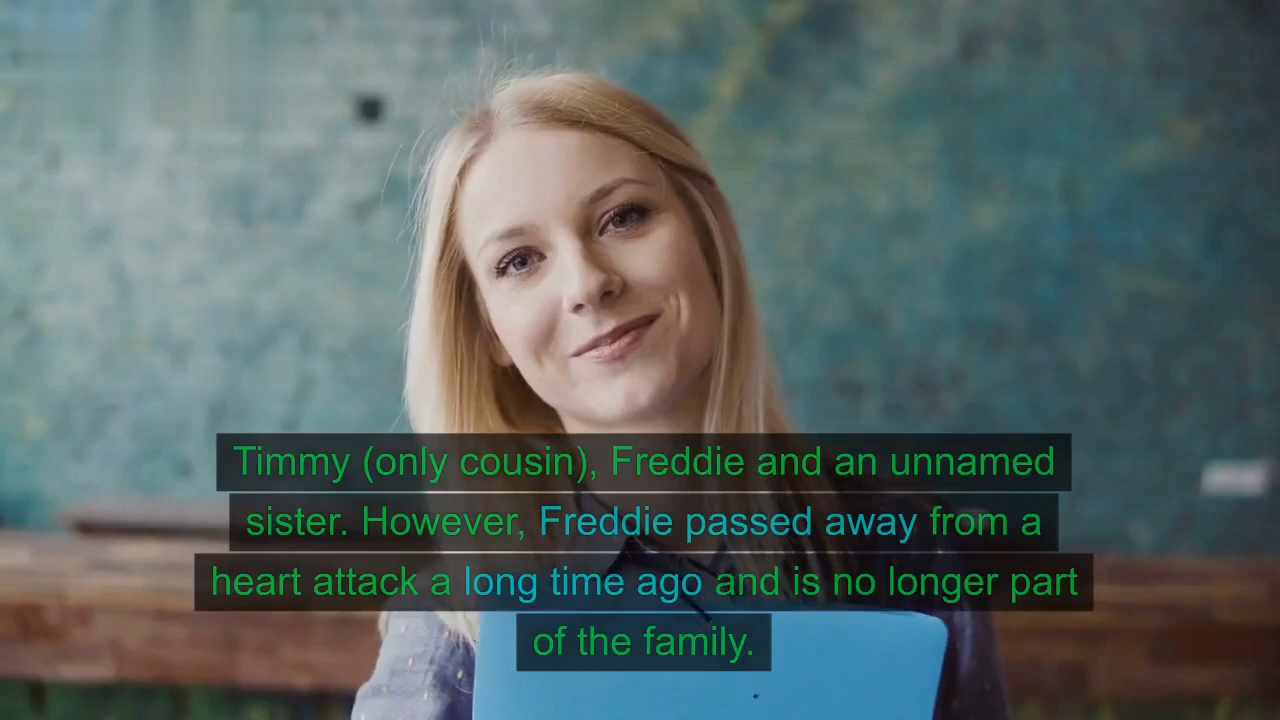 Timmy (only cousin), Freddie and an unnamed
sister. However, Freddie passed away from a
heart attack a long time ago and is no longer part
of the family.